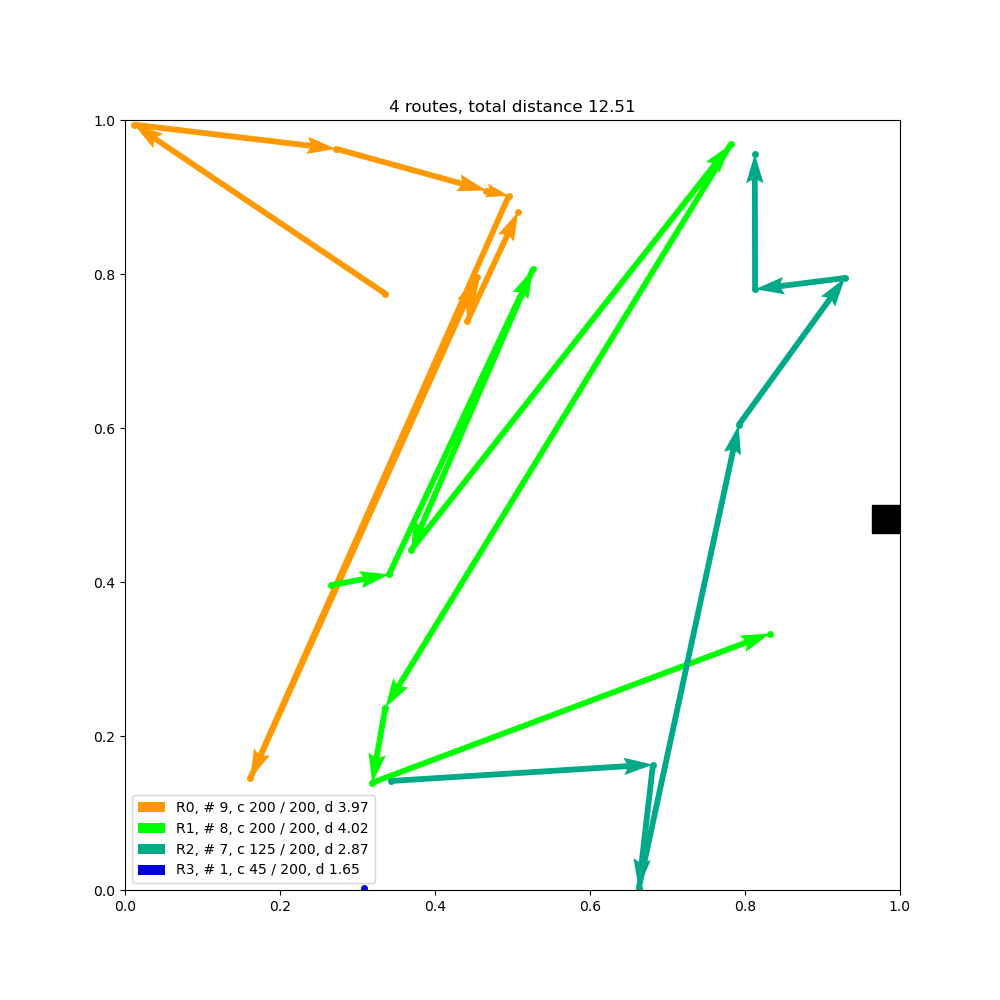 4 routes, total distance 12.51
1.0
0.8
0.6
0.4
0.2
0.0
R0, # 9, c 200 / 200, d 3.97
R1, # 8, c 200 / 200, d 4.02
R2, # 7, c 125 / 200, d 2.87
R3, # 1, c 45 / 200, d 1.65
0.0 0.2 0.4 0.6 0.8 1.0